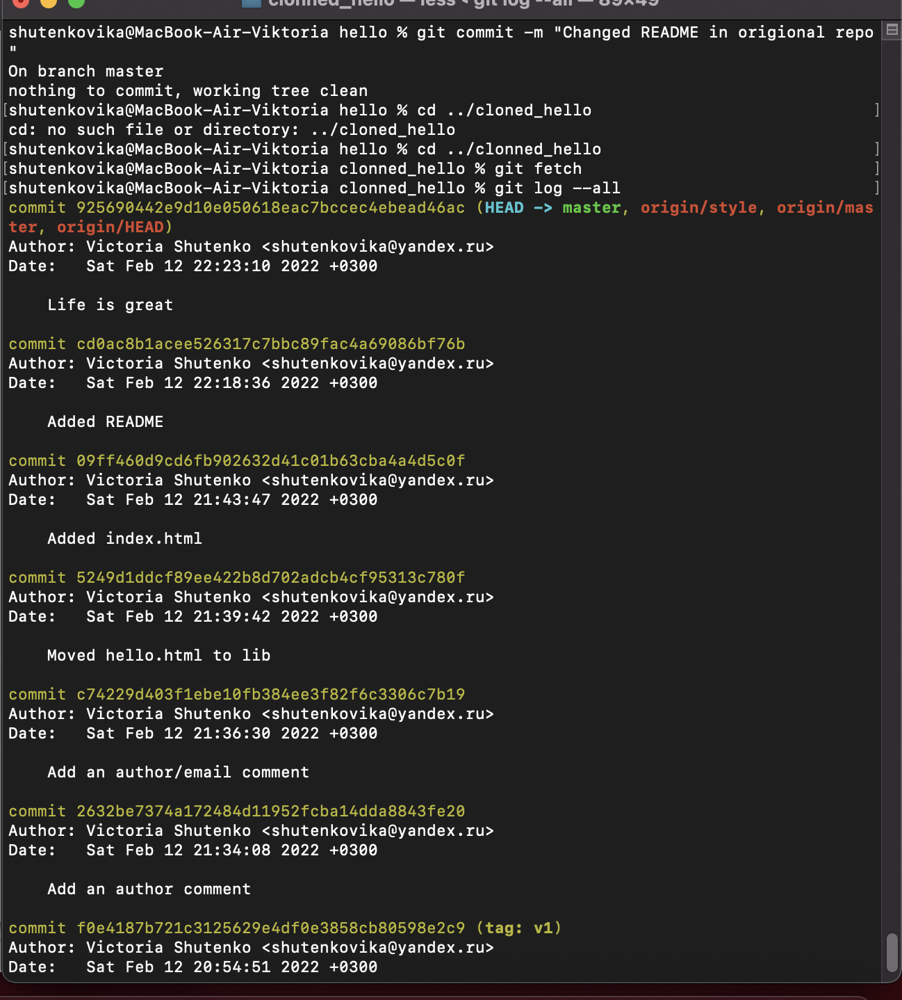 clonned_hello — less ◂ git log --all — 89×49
shutenkovika@MacBook-Air-Viktoria hello % git commit -m "Changed README in origional repo
"
On branch master
nothing to commit, working tree clean
[shutenkovika@MacBook-Air-Viktoria hello % cd ../cloned_hello ]
cd: no such file or directory: ../cloned_hello
[shutenkovika@MacBook-Air-Viktoria hello % cd ../clonned_hello ]
[shutenkovika@MacBook-Air-Viktoria clonned_hello % git fetch ]
[shutenkovika@MacBook-Air-Viktoria clonned_hello % git log --all ]
commit 925690442e9d10e050618eac7bccec4ebead46ac (HEAD -> master, origin/style, origin/mas
ter, origin/HEAD)
Author: Victoria Shutenko <shutenkovika@yandex.ru>
Date:   Sat Feb 12 22:23:10 2022 +0300
    Life is great
commit cd0ac8b1acee526317c7bbc89fac4a69086bf76b
Author: Victoria Shutenko <shutenkovika@yandex.ru>
Date:   Sat Feb 12 22:18:36 2022 +0300
    Added README
commit 09ff460d9cd6fb902632d41c01b63cba4a4d5c0f
Author: Victoria Shutenko <shutenkovika@yandex.ru>
Date:   Sat Feb 12 21:43:47 2022 +0300
    Added index.html
commit 5249d1ddcf89ee422b8d702adcb4cf95313c780f
Author: Victoria Shutenko <shutenkovika@yandex.ru>
Date:   Sat Feb 12 21:39:42 2022 +0300
    Moved hello.html to lib
commit c74229d403f1ebe10fb384ee3f82f6c3306c7b19
Author: Victoria Shutenko <shutenkovika@yandex.ru>
Date:   Sat Feb 12 21:36:30 2022 +0300
    Add an author/email comment
commit 2632be7374a172484d11952fcba14dda8843fe20
Author: Victoria Shutenko <shutenkovika@yandex.ru>
Date:   Sat Feb 12 21:34:08 2022 +0300
    Add an author comment
commit f0e4187b721c3125629e4df0e3858cb80598e2c9 (tag: v1)
Author: Victoria Shutenko <shutenkovika@yandex.ru>
Date:   Sat Feb 12 20:54:51 2022 +0300